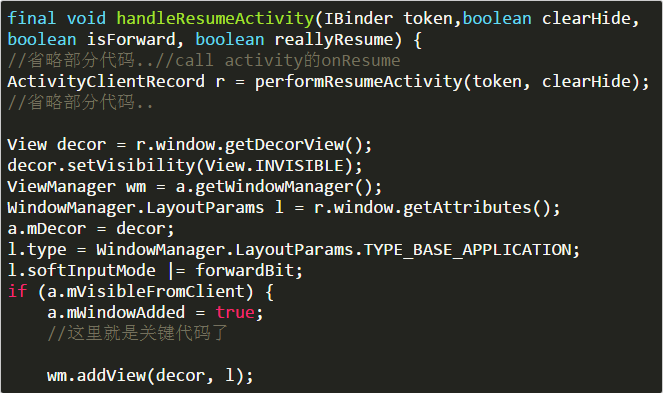 final void handleResumeActivity(IBinder token,boolean clearHide,
boolean isForward, boolean reallyResume) {
//省略部分代码..//call activity的onResume
ActivityClientRecord r = performResumeActivity(token, clearHide);
//省略部分代码..
View decor = r.window.getDecorView();
decor.setVisibility(View.INVISIBLE);
ViewManager wm = a.getWindowManager();
WindowManager.LayoutParams l = r.window.getAttributes();
a.mDecor = decor;
l.type = WindowManager.LayoutParams.TYPE_BASE_APPLICATION;
l.softInputMode |= forwardBit;
if (a.mVisibleFromClient) {
    a.mWindowAdded = true;
    //这里就是关键代码了
    wm.addView(decor, l);